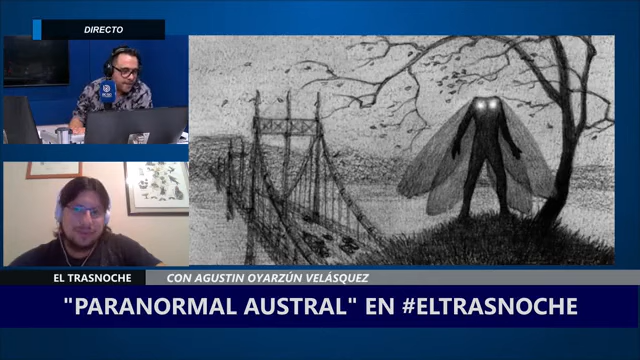 DIRECTO
EL TRASNOCHE
CON AGUSTIN OYARZÚN VELÁSQUEZ
"PARANORMAL AUSTRAL" EN #ELTRASNOCHE